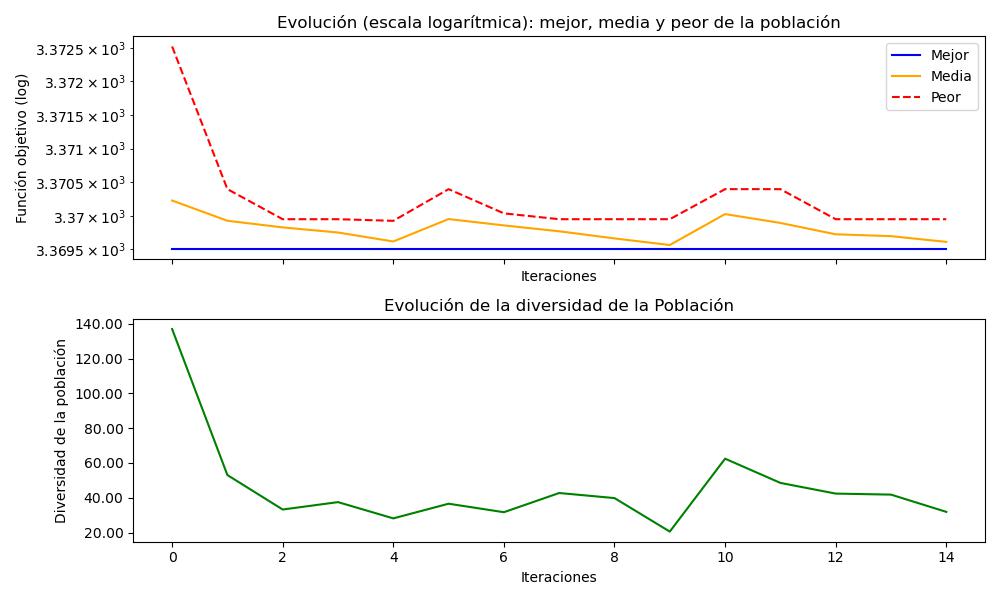 Evolución (escala logarítmica): mejor, media y peor de la población
Función objetivo (log)
3.3725 × 10³
3.372 × 10³
3.3715 × 10³
3.371 × 10³
3.3705 × 10³
3.37 × 10³
3.3695 × 10³
Mejor
Media
Peor
Iteraciones
Evolución de la diversidad de la Población
Diversidad de la población
140.00
120.00
100.00
80.00
60.00
40.00
20.00
0 2 4 6 8 10 12 14
Iteraciones